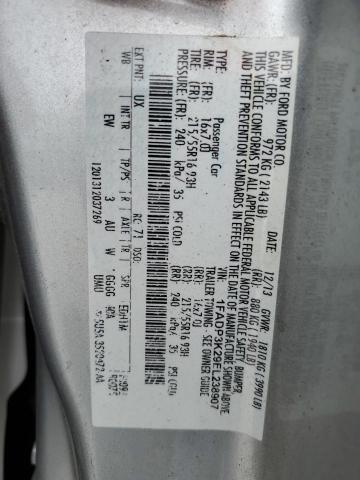 MFD. BY FORD MOTOR CO.
DATE: 12/13 GVWR: 1810 KG ( 3990 LB)
GAWR: (FR) 972 KG ( 2143 LB) (RR) 880 KG ( 1940 LB)
THIS VEHICLE CONFORMS TO ALL APPLICABLE FEDERAL MOTOR VEHICLE SAFETY, BUMPER
AND THEFT PREVENTION STANDARDS IN EFFECT ON THE DATE OF MANUFACTURE SHOWN ABOVE.
VIN: 1FADP3K29EL238907
Passenger Car TRAILER TOWING - SEE OWNER GUIDE
RIM: (FR): 16x7.0J (RR) 16x7.0J
TIRE: (FR): 215/55R16 93H (RR): 215/55R16 93H
PRESSURE: (FR): 240 kPa/ 35 PSI COLD (RR): 240 kPa/ 35 PSI COLD
EXT PNT: UX RC: 71 DSO:
WB INT TR TP/PS R AXLE TR SPR
EW 3 AU W GGGG
1201312037269